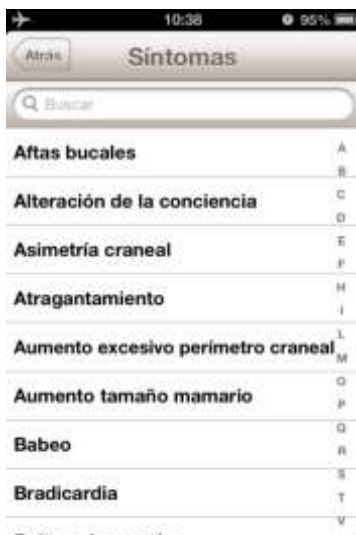 10:38
95%
Atrás
Síntomas
Buscar
Aftas bucales
Alteración de la conciencia
Asimetría craneal
Atragantamiento
Aumento excesivo perímetro craneal
Aumento tamaño mamario
Babeo
Bradicardia
A
B
C
D
E
F
H
I
L
M
O
P
Q
R
S
T
V